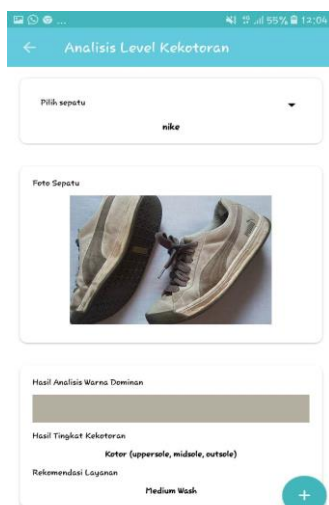 ... 55% 12:04
Analisis Level Kekotoran
Pilih sepatu
nike
Foto Sepatu
Hasil Analisis Warna Dominan
Hasil Tingkat Kekotoran
Kotor (uppersole, midsole, outsole)
Rekomendasi Layanan
Medium Wash
+